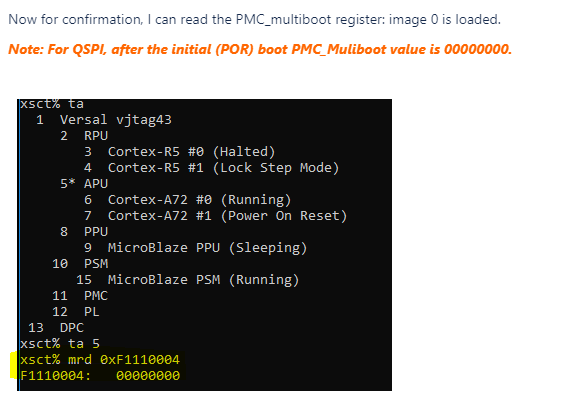 Now for confirmation, I can read the PMC_multiboot register: image 0 is loaded.
Note: For QSPI, after the initial (POR) boot PMC_Muliboot value is 00000000.
xsct% ta
1 Versal vjtag43
2 RPU
3 Cortex-R5 #0 (Halted)
4 Cortex-R5 #1 (Lock Step Mode)
5* APU
6 Cortex-A72 #0 (Running)
7 Cortex-A72 #1 (Power On Reset)
8 PPU
9 MicroBlaze PPU (Sleeping)
10 PSM
15 MicroBlaze PSM (Running)
11 PMC
12 PL
13 DPC
xsct% ta 5
xsct% mrd 0xF1110004
F1110004: 00000000